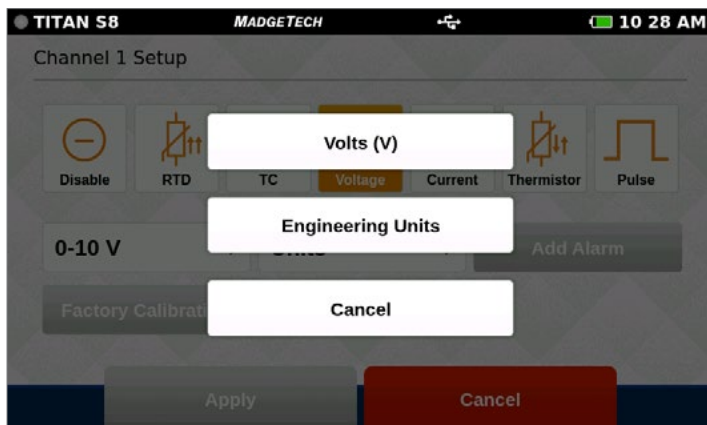 TITAN S8 MADGETECH 10 28 AM
Channel 1 Setup
Disable RTD TC Voltage Current Thermistor Pulse
Volts (V)
Engineering Units
0-10 V Units Add Alarm
Factory Calibrati
Cancel
Apply Cancel